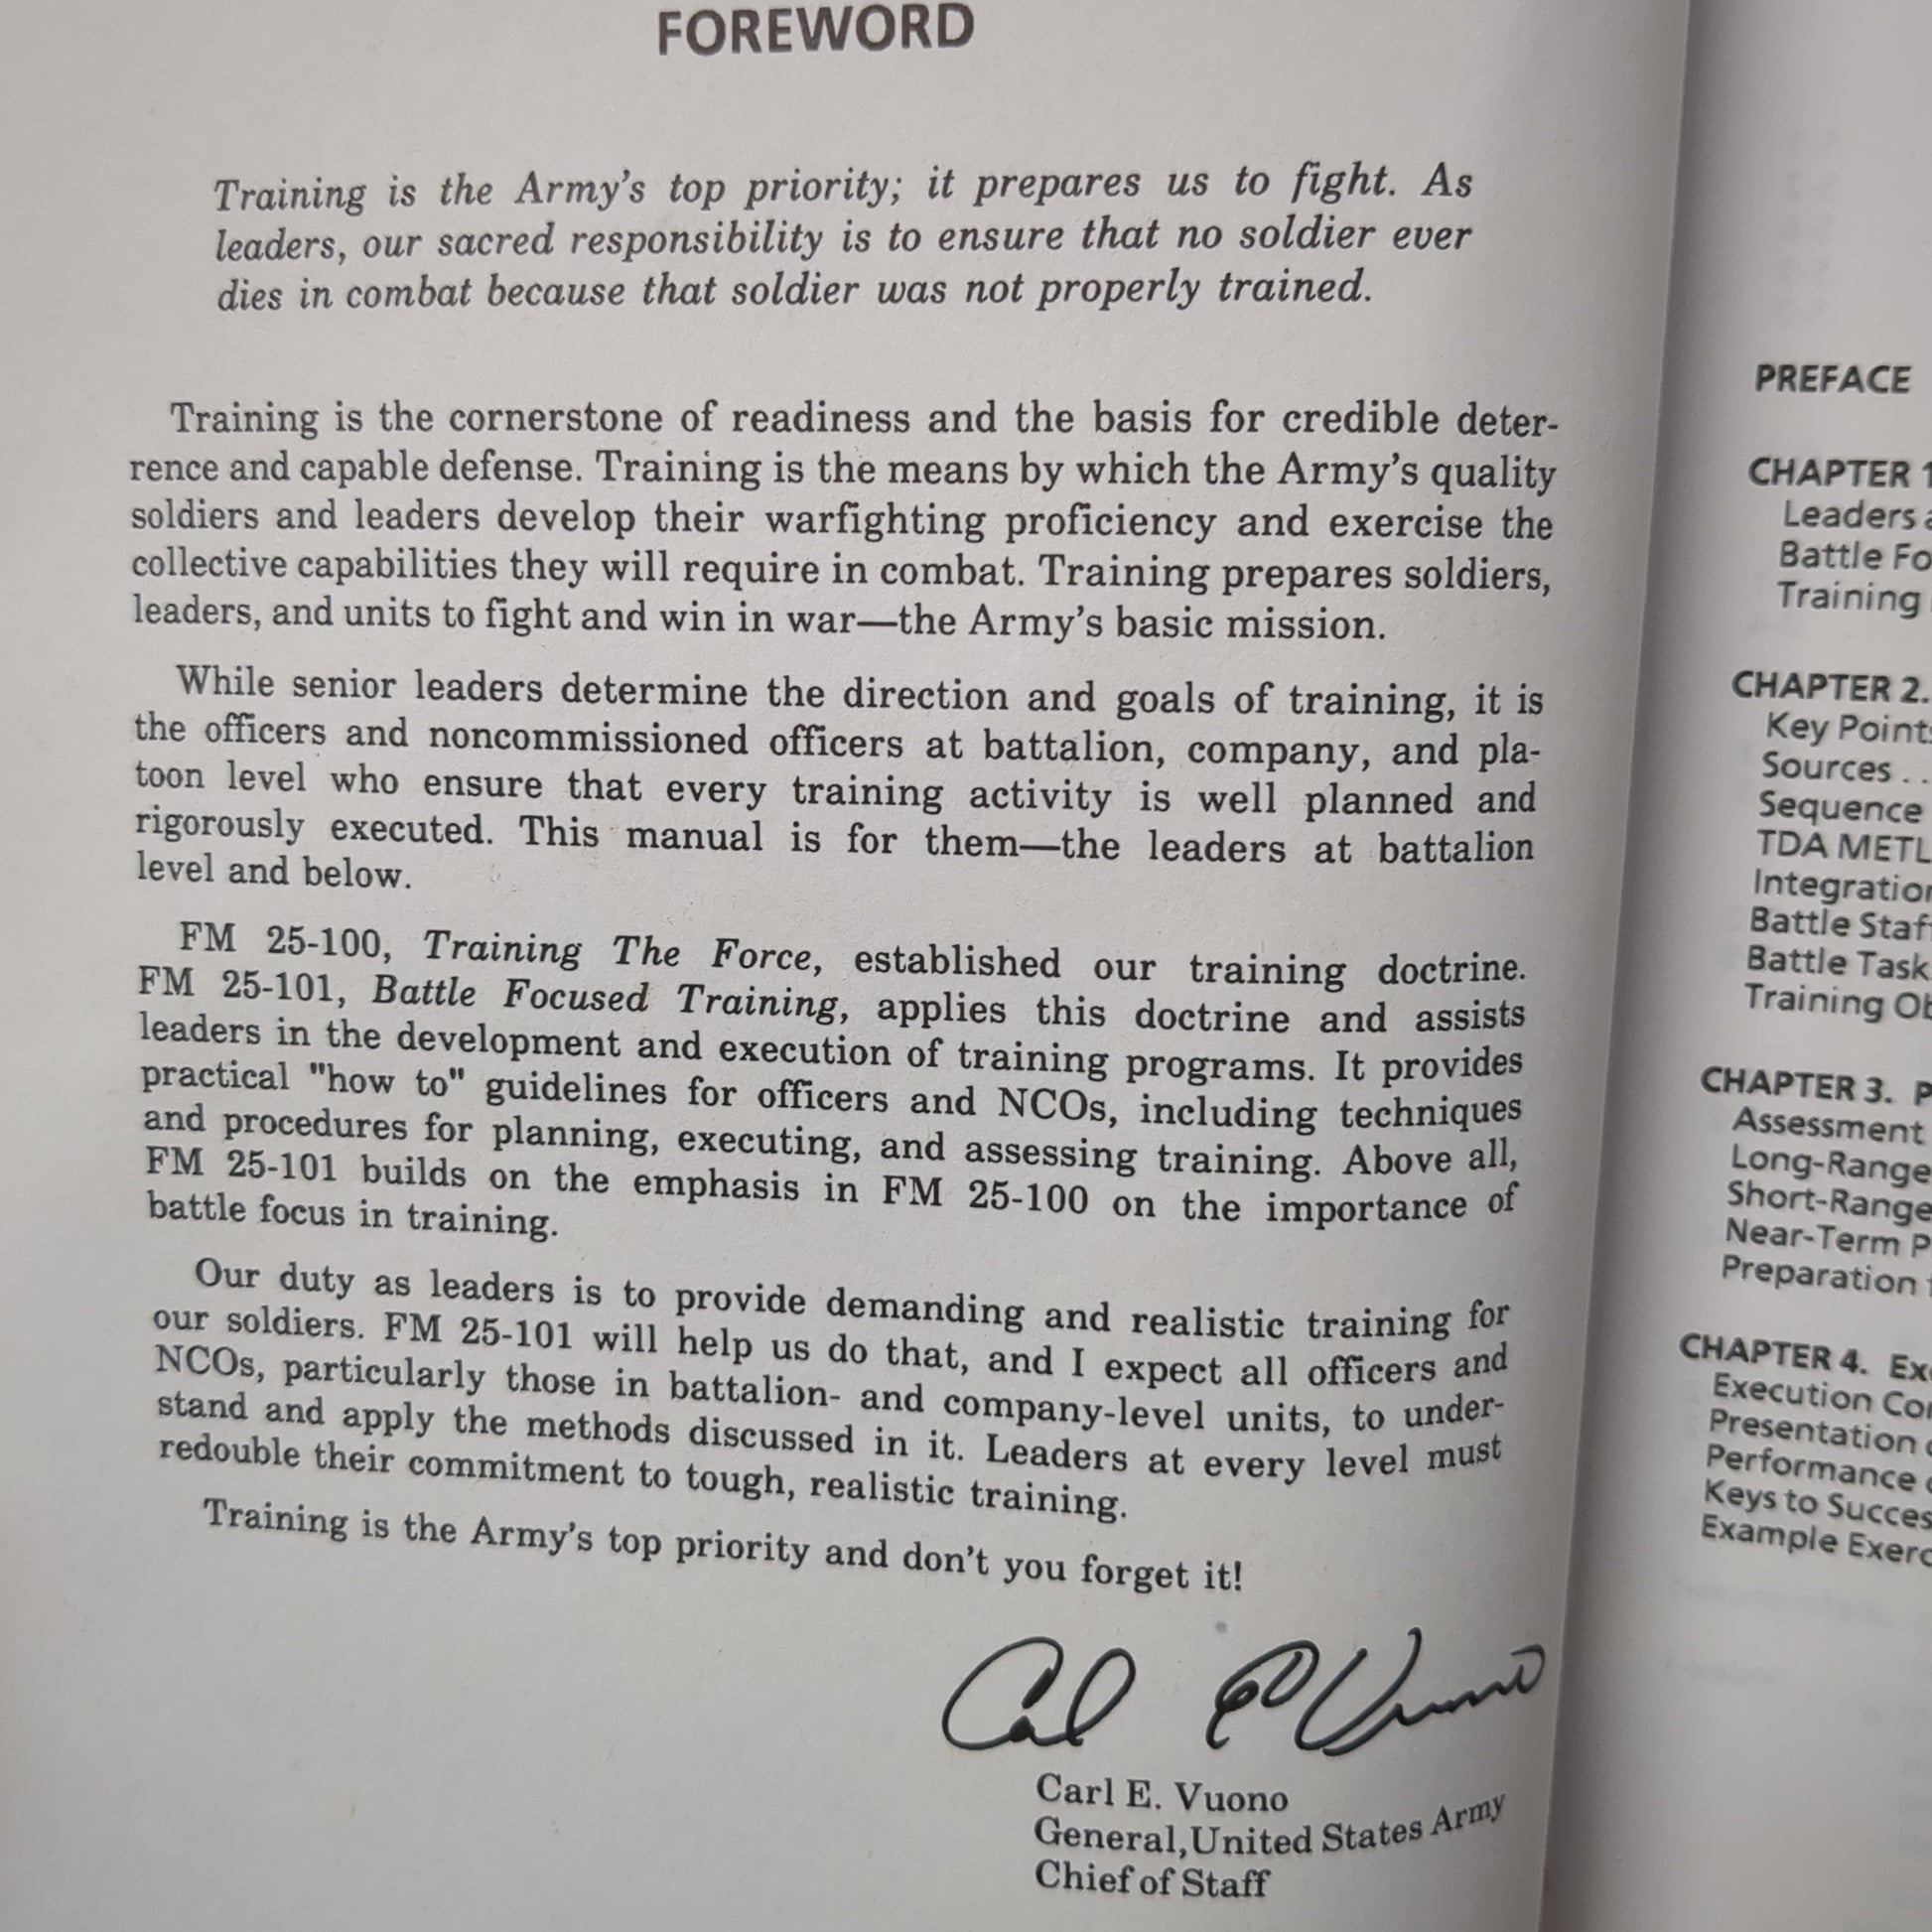 FOREWORD
Training is the Army's top priority; it prepares us to fight. As
leaders, our sacred responsibility is to ensure that no soldier ever
dies in combat because that soldier was not properly trained.
Training is the cornerstone of readiness and the basis for credible deter-
rence and capable defense. Training is the means by which the Army's quality
soldiers and leaders develop their warfighting proficiency and exercise the
collective capabilities they will require in combat. Training prepares soldiers,
leaders, and units to fight and win in war—the Army's basic mission.
While senior leaders determine the direction and goals of training, it is
the officers and noncommissioned officers at battalion, company, and pla-
toon level who ensure that every training activity is well planned and
rigorously executed. This manual is for them—the leaders at battalion
level and below.
FM 25-100, Training The Force, established our training doctrine.
FM 25-101, Battle Focused Training, applies this doctrine and assists
leaders in the development and execution of training programs. It provides
practical "how to" guidelines for officers and NCOs, including techniques
and procedures for planning, executing, and assessing training. Above all,
FM 25-101 builds on the emphasis in FM 25-100 on the importance of
battle focus in training.
Our duty as leaders is to provide demanding and realistic training for
our soldiers. FM 25-101 will help us do that, and I expect all officers and
NCOs, particularly those in battalion- and company-level units, to under-
stand and apply the methods discussed in it. Leaders at every level must
redouble their commitment to tough, realistic training.
Training is the Army's top priority and don't you forget it!
Carl E Vuono
Carl E. Vuono
General,United States Army
Chief of Staff
PREFACE
CHAPTER 1
Leaders
Battle
Training
CHAPTER 2.
Key
Sources . .
Sequence
TDA METL
Battle
Battle Task
Training
CHAPTER 3.
Assessment
Long-Range
Short-Range
Near-Term
Preparation
CHAPTER 4.
Execution
Presentation
Performance
Keys to
Example